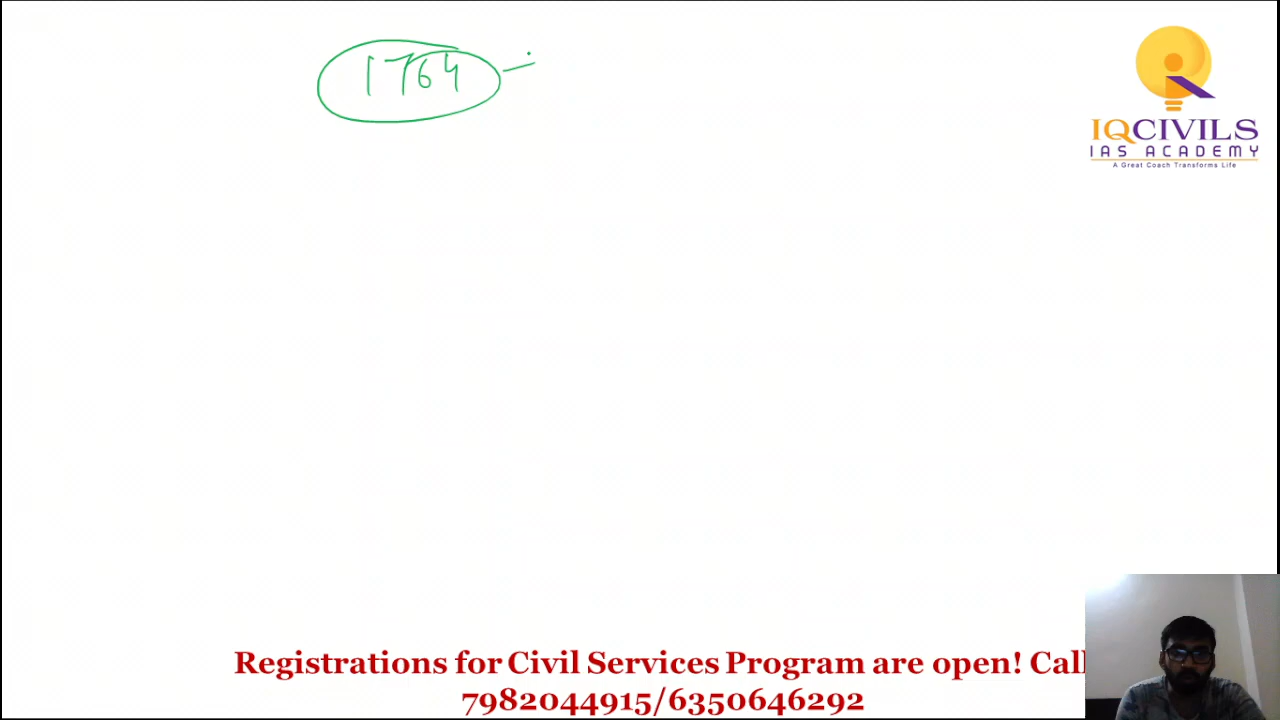 1764
IQCIVILS
IAS ACADEMY
A Great Coach Transforms Life
Registrations for Civil Services Program are open! Call
7982044915/6350646292